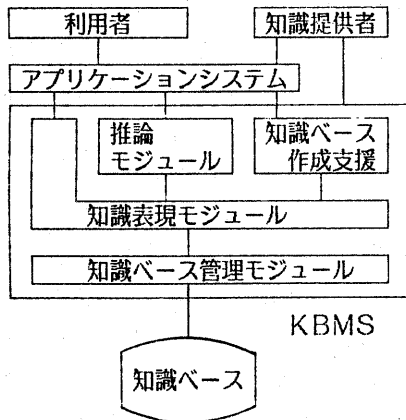 利用者
知識提供者
アプリケーションシステム
推論
モジュール
知識ベース
作成支援
知識表現モジュール
知識ベース管理モジュール
KBMS
知識ベース